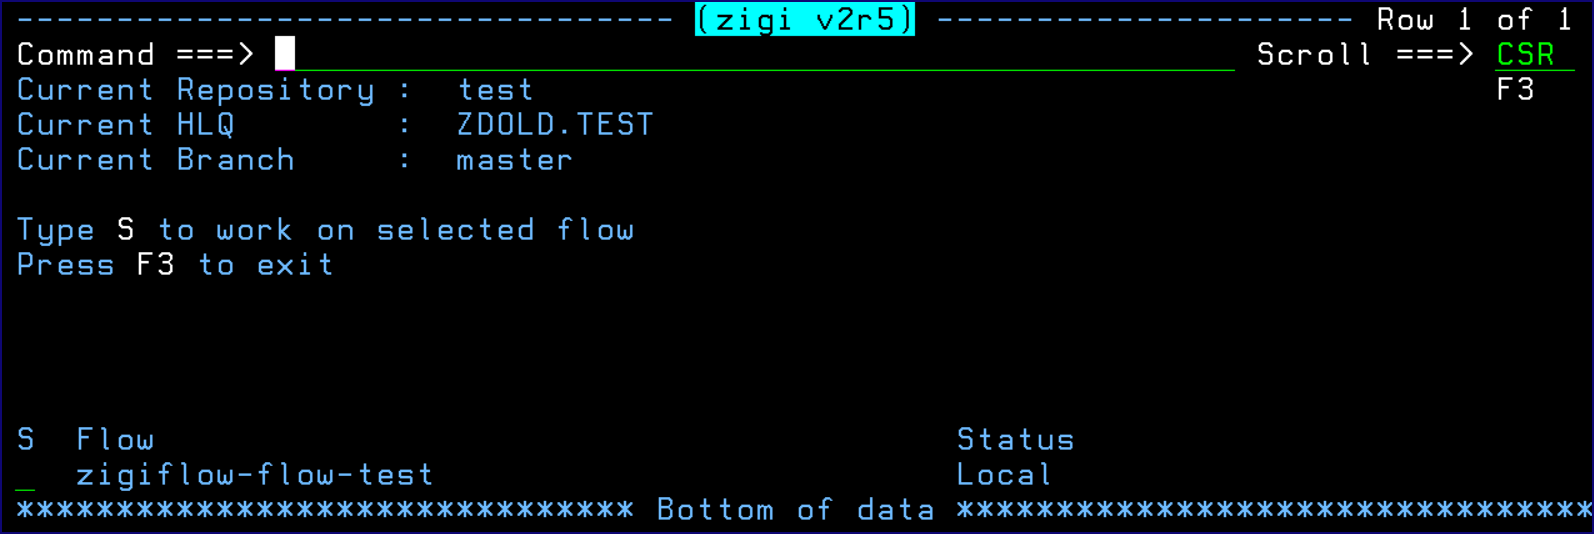 --------------------------------- (zigi v2r5) --------------------- Row 1 of 1
Command ===> Scroll ===> CSR
Current Repository : test F3
Current HLQ : ZDOLD.TEST
Current Branch : master
Type S to work on selected flow
Press F3 to exit
S Flow Status
_ zigiflow-flow-test Local
******************************* Bottom of data ********************************